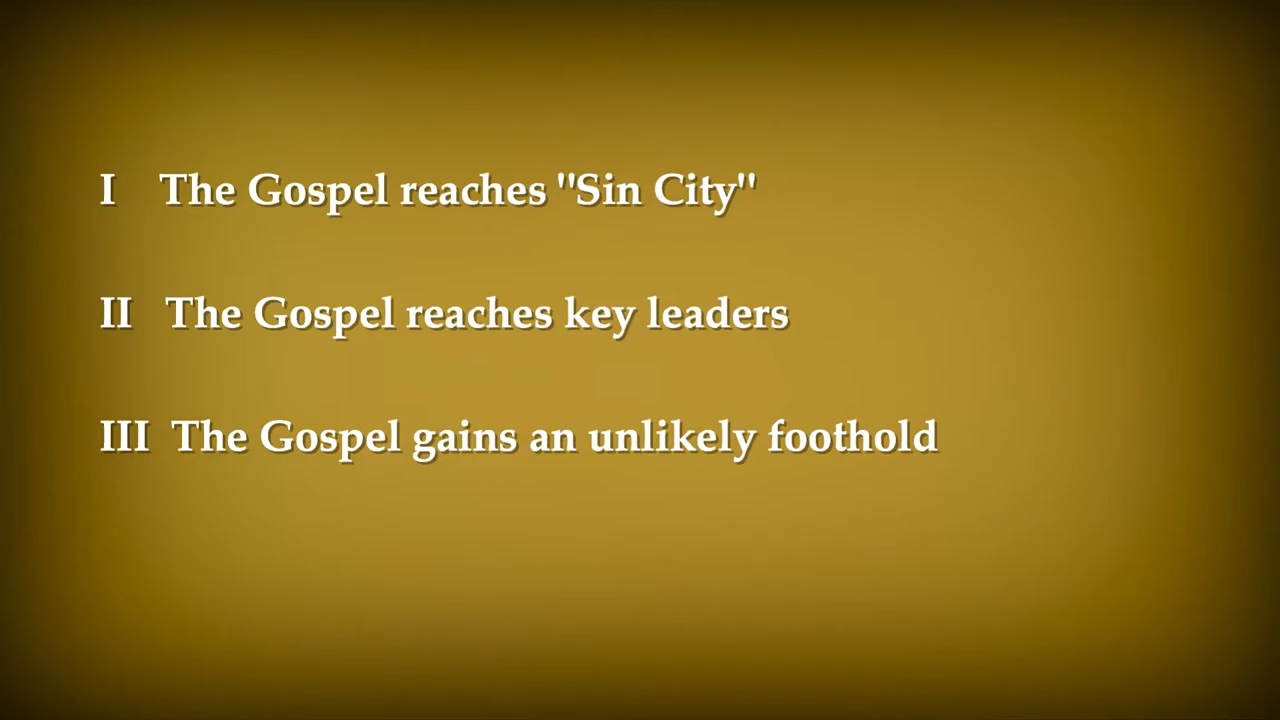 I The Gospel reaches "Sin City"
II The Gospel reaches key leaders
III The Gospel gains an unlikely foothold